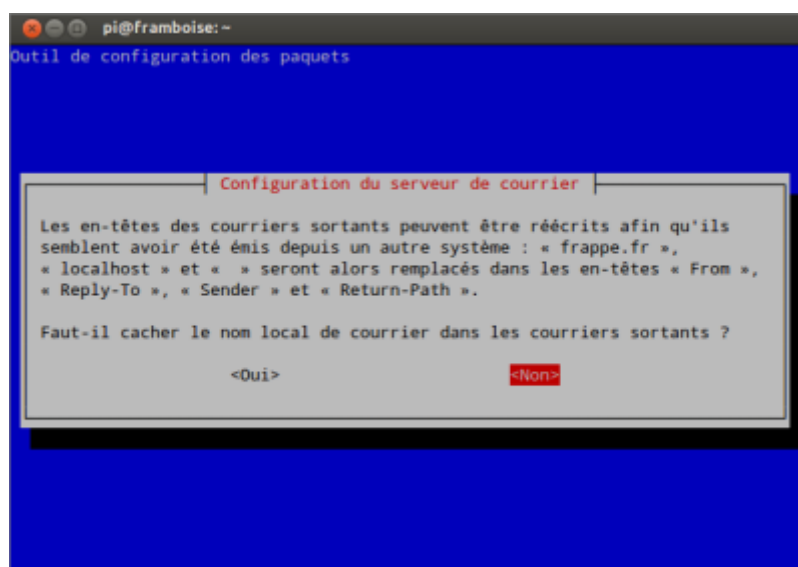 pi@framboise: ~
Outil de configuration des paquets
Configuration du serveur de courrier
Les en-têtes des courriers sortants peuvent être réécrits afin qu'ils
semblent avoir été émis depuis un autre système : « frappe.fr »,
« localhost » et «  » seront alors remplacés dans les en-têtes « From »,
« Reply-To », « Sender » et « Return-Path ».
Faut-il cacher le nom local de courrier dans les courriers sortants ?
<Oui> <Non>